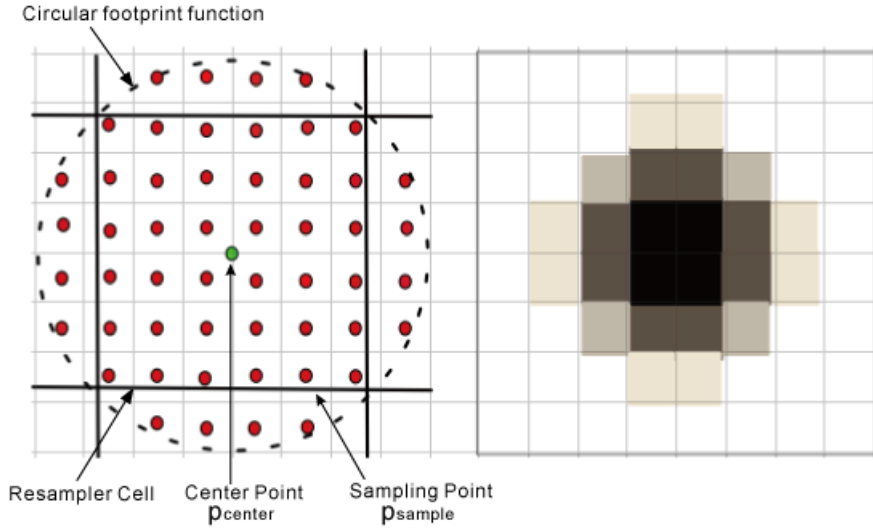 Circular footprint function
Resampler Cell
Center Point
pcenter
Sampling Point
psample